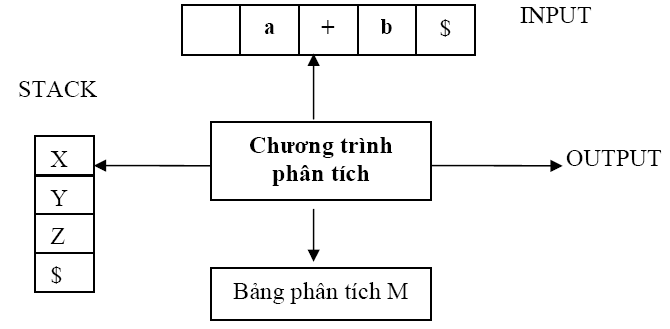 INPUT
a + b $
STACK
Chương trình
phân tích
OUTPUT
X
Y
Z
$
Bảng phân tích M